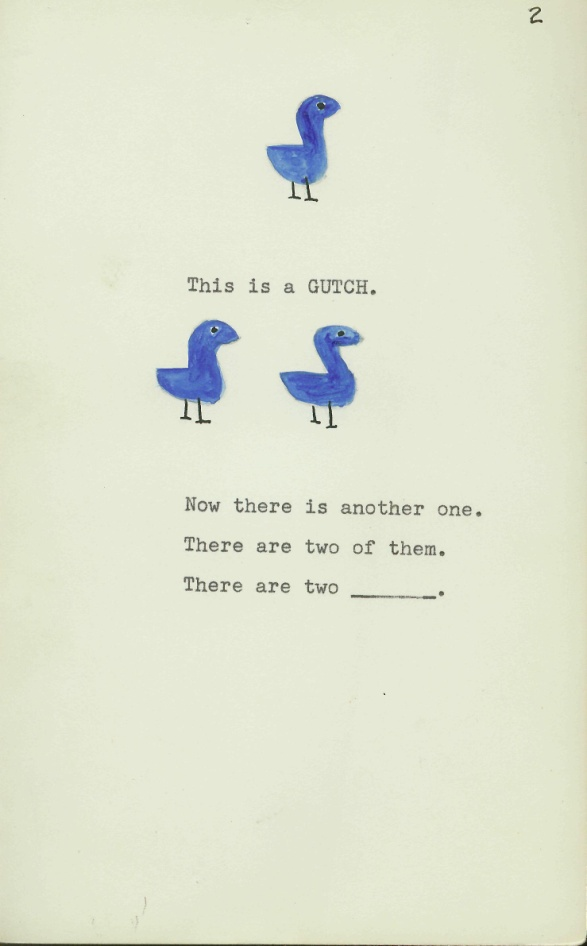 2
This is a GUTCH.
Now there is another one.
There are two of them.
There are two ______.